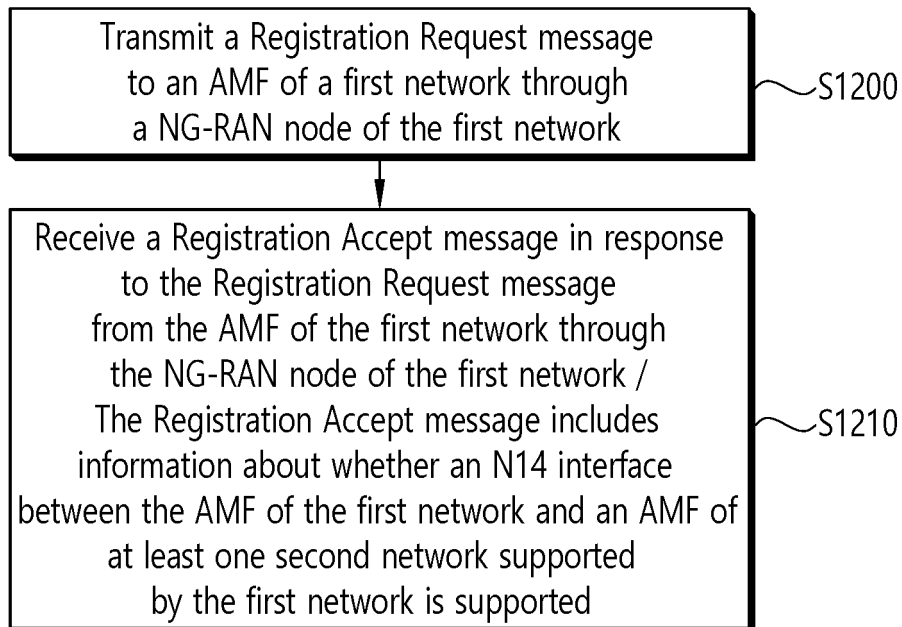 Transmit a Registration Request message
to an AMF of a first network through
a NG-RAN node of the first network
S1200
Receive a Registration Accept message in response
to the Registration Request message
from the AMF of the first network through
the NG-RAN node of the first network /
The Registration Accept message includes
information about whether an N14 interface
between the AMF of the first network and an AMF of
at least one second network supported
by the first network is supported
S1210